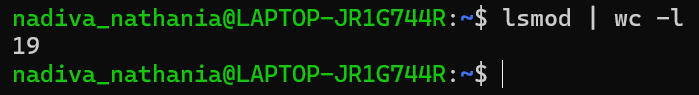 nadiva_nathania@LAPTOP-JR1G744R:~$ lsmod | wc -l
19
nadiva_nathania@LAPTOP-JR1G744R:~$